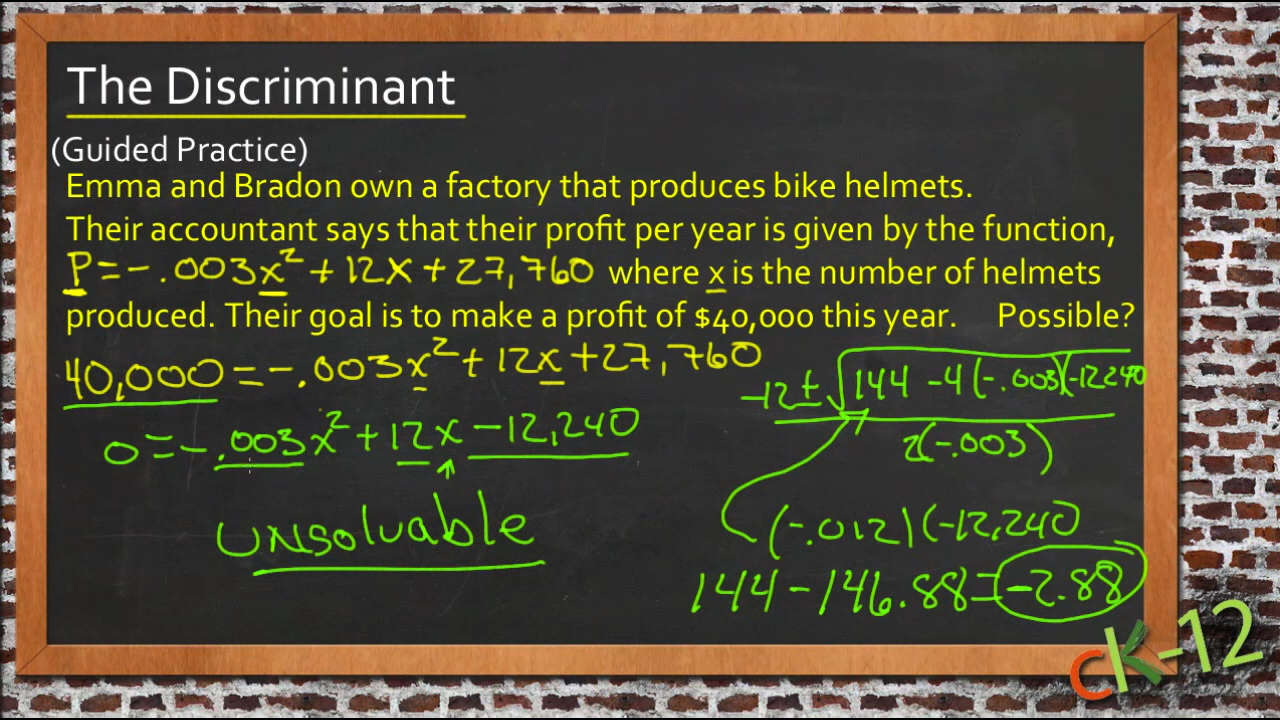 The Discriminant
(Guided Practice)
Emma and Bradon own a factory that produces bike helmets.
Their accountant says that their profit per year is given by the function,
P = -.003x² + 12x + 27,760 where x is the number of helmets
produced. Their goal is to make a profit of $40,000 this year. Possible?
40,000 = -.003x² + 12x + 27,760
-12 ± √144 - 4(-.003)(-12240
0 = -.003x² + 12x - 12,240
2(-.003)
unsolvable
(-.012)(-12,240
144 - 146.88 = -2.88
CK-12